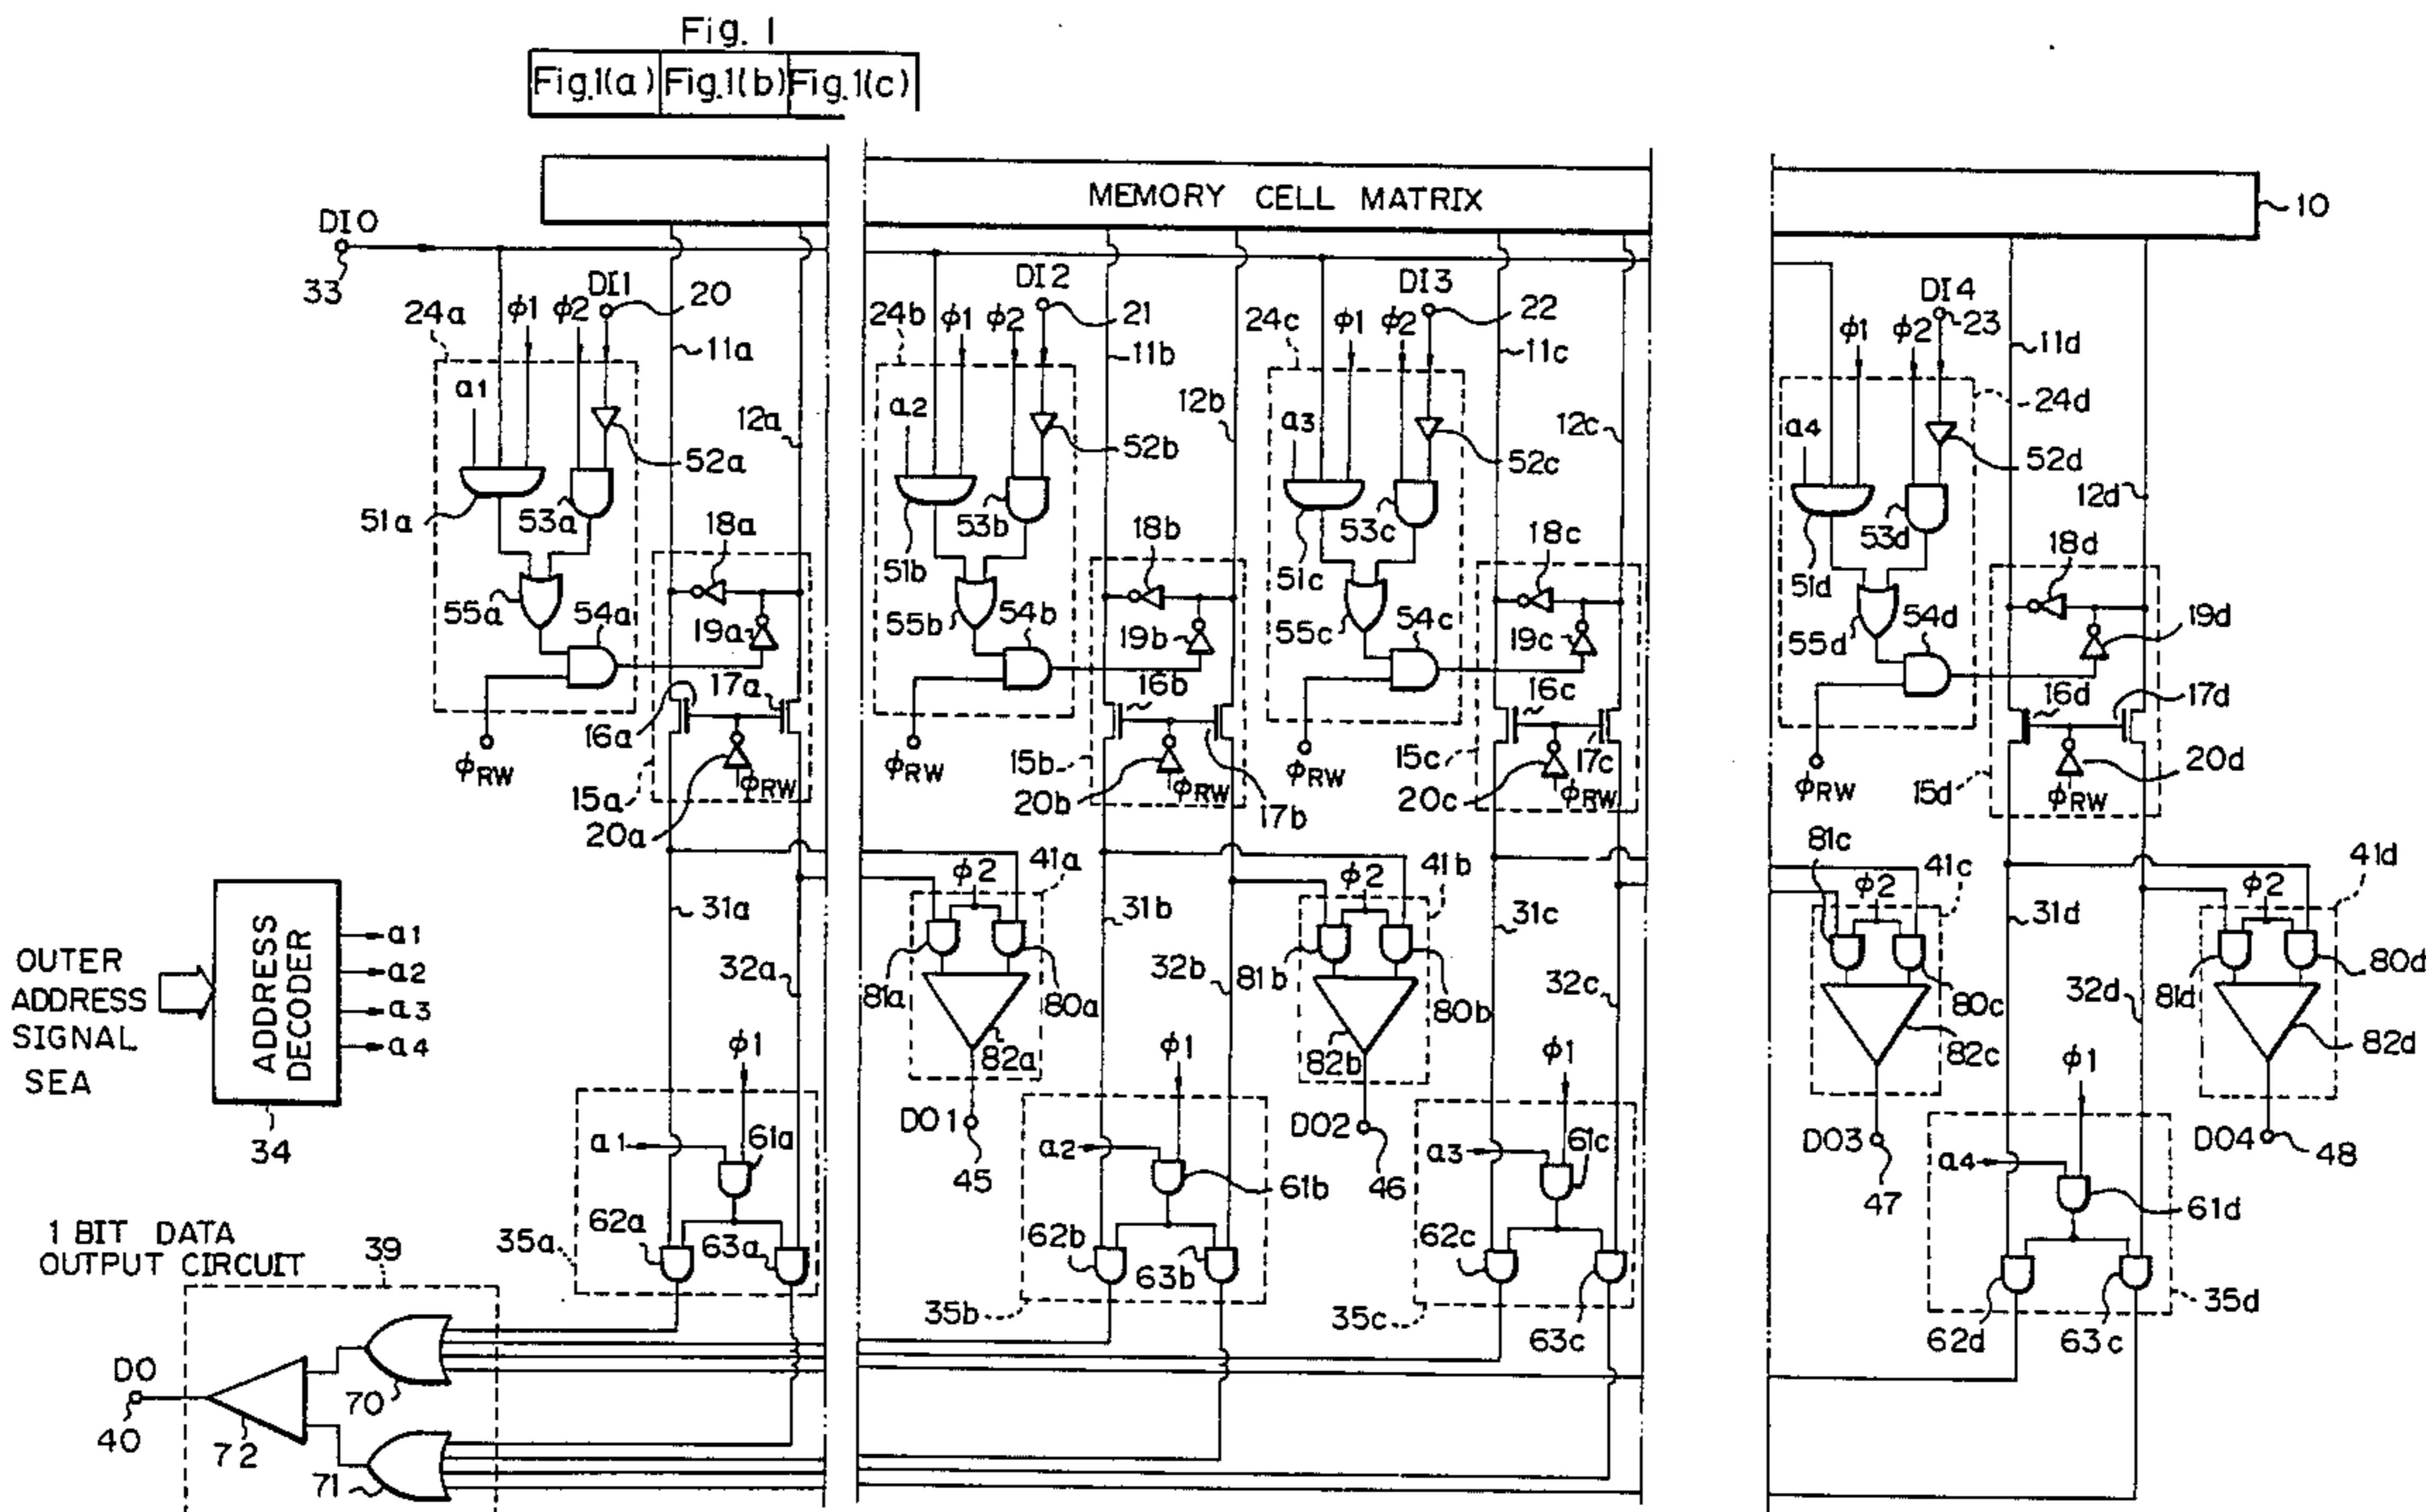 Fig. 1
Fig.1(a) Fig.1(b) Fig.1(c)
MEMORY CELL MATRIX
10
DI0
33
DI1 20
DI2 21
DI3 22
DI4 23
24a ϕ1 ϕ2 11a
24b ϕ1 ϕ2 11b
24c ϕ1 ϕ2 11c
ϕ1 ϕ2 11d
24d
a1 12a
a2 12b
a3 12c
a4 12d
52a
52b
52c
52d
51a 53a 18a
51b 53b 18b
51c 53c 18c
51d 53d 18d
55a 54a 19a
55b 54b 19b
55c 54c 19c
55d 54d 19d
16a 17a
16b
16c
16d 17d
ϕRW 15a ϕRW
20a
ϕRW 15b ϕRW
20b 17b
ϕRW 15c 17c ϕRW
20c
ϕRW 15d ϕRW
20d
31a ϕ2 41a
31b ϕ2 41b
31c 81c ϕ2 41c
31d ϕ2 41d
32a 81a 80a
32b 81b 80b
32c 80c
32d 81d 80d
82a
82b
82c
82d
OUTER
ADDRESS
SIGNAL
SEA
ADDRESS
DECODER
a1
a2
a3
a4
34
DO1 45
DO2 46
DO3 47
DO4 48
ϕ1
a1 61a
ϕ1
a2 61b
ϕ1
a3 61c
ϕ1
a4 61d
35a 62a 63a
35b 62b 63b
35c 62c 63c
62d 63c 35d
1 BIT DATA
OUTPUT CIRCUIT
39
DO
40
70
72
71